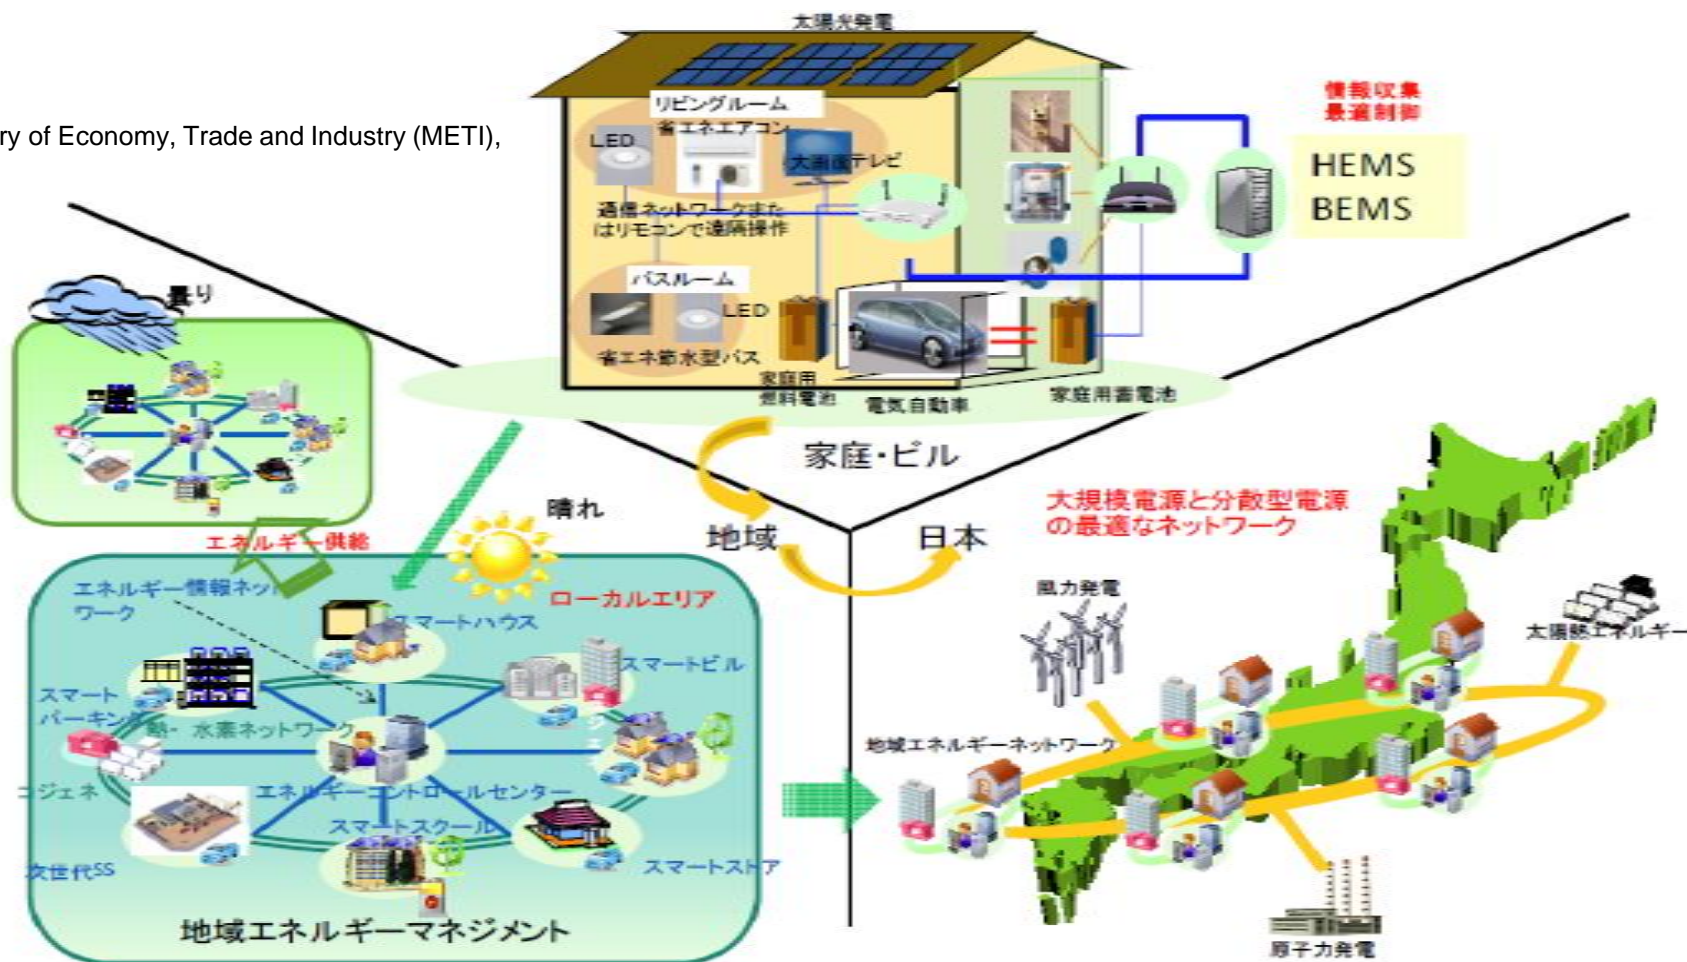 太陽光発電
ry of Economy, Trade and Industry (METI),
リビングルーム
省エネエアコン
LED
大画面テレビ
通信ネットワークまた
はリモコンで遠隔操作
バスルーム
LED
省エネ節水型バス
家庭用
燃料電池
電気自動車
家庭用蓄電池
情報収集
最適制御
HEMS
BEMS
家庭・ビル
地域
日本
曇り
晴れ
エネルギー供給
エネルギー情報ネット
ワーク
ローカルエリア
スマートハウス
スマートビル
スマート
パーキング
熱・水素ネットワーク
コジェネ
エネルギーコントロールセンター
スマートスクール
次世代SS
スマートストア
地域エネルギーマネジメント
大規模電源と分散型電源
の最適なネットワーク
風力発電
太陽熱エネルギー
地域エネルギーネットワーク
原子力発電